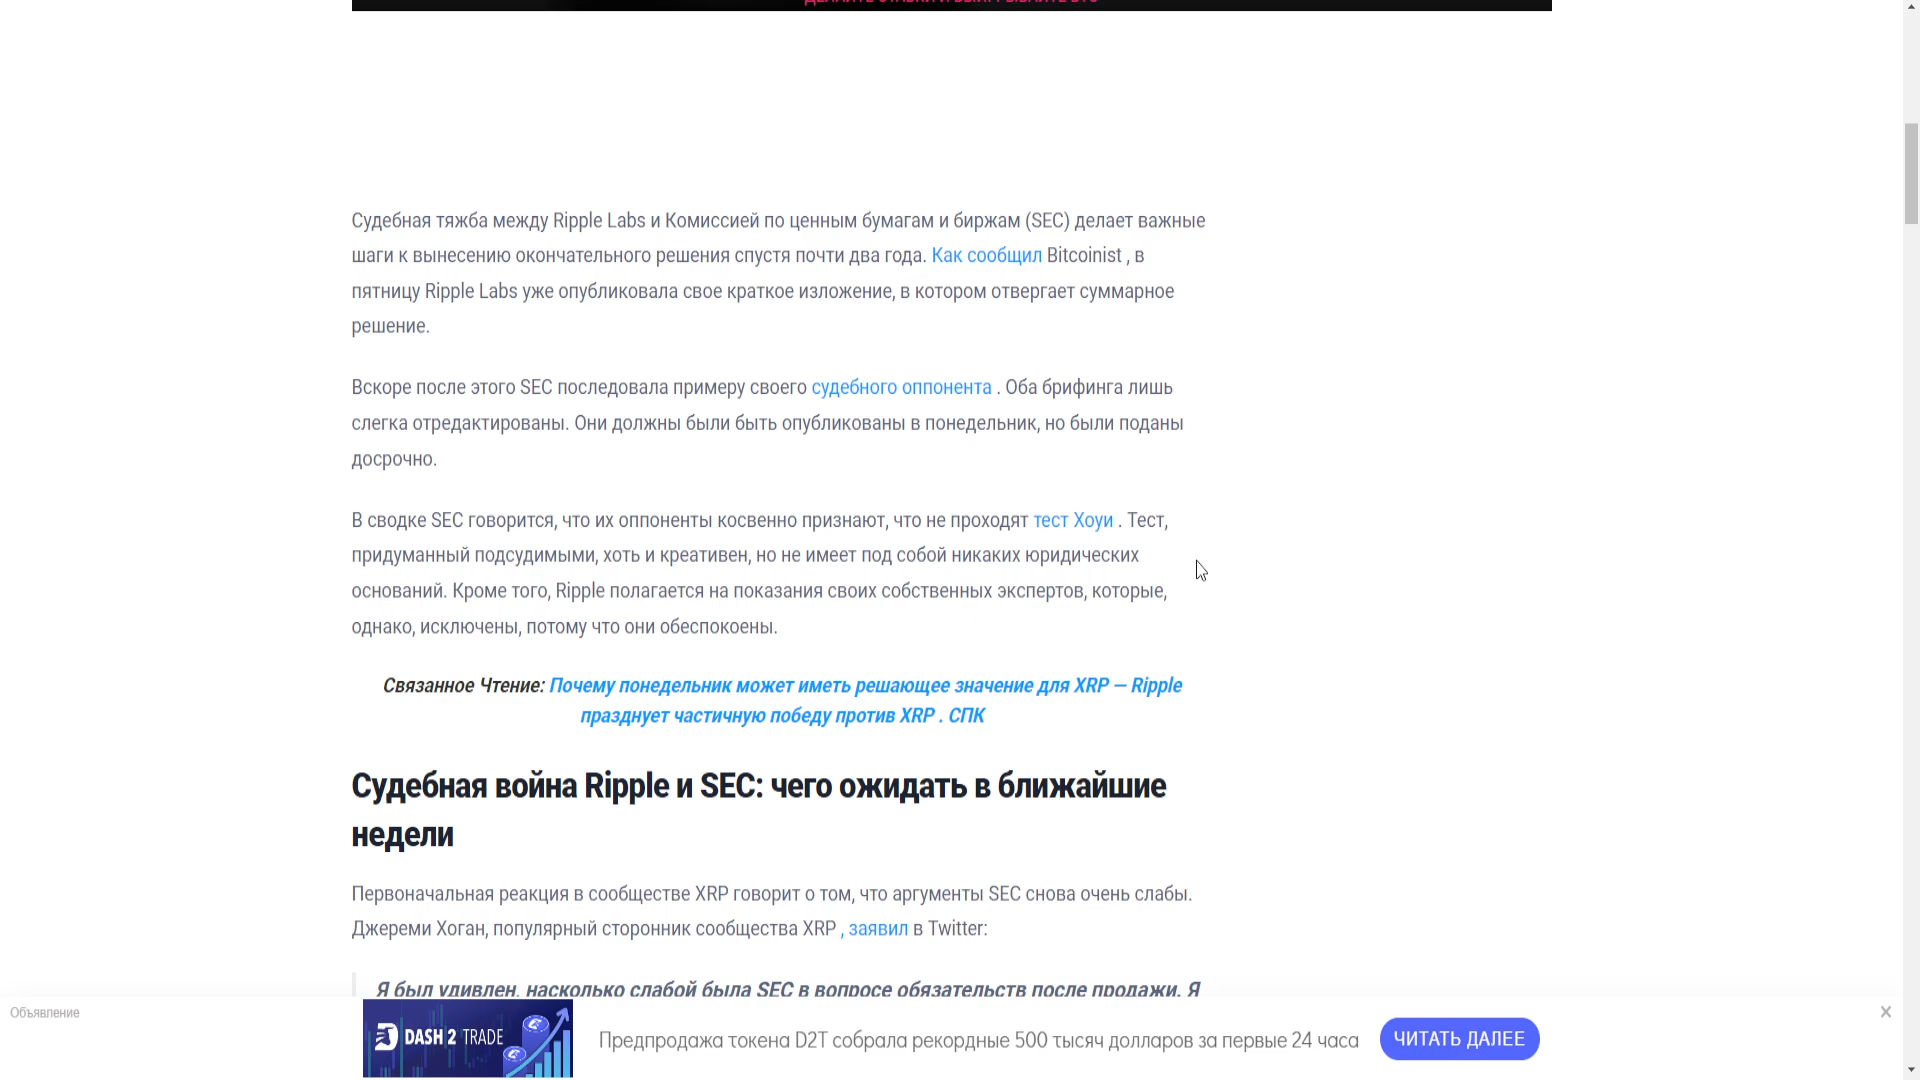 ДЕЛАЙТЕ СТАВКИ И ВЫИГРЫВАЙТЕ BTC
Судебная тяжба между Ripple Labs и Комиссией по ценным бумагам и биржам (SEC) делает важные
шаги к вынесению окончательного решения спустя почти два года. Как сообщил Bitcoinist , в
пятницу Ripple Labs уже опубликовала свое краткое изложение, в котором отвергает суммарное
решение.
Вскоре после этого SEC последовала примеру своего судебного оппонента . Оба брифинга лишь
слегка отредактированы. Они должны были быть опубликованы в понедельник, но были поданы
досрочно.
В сводке SEC говорится, что их оппоненты косвенно признают, что не проходят тест Хоуи . Тест,
придуманный подсудимыми, хоть и креативен, но не имеет под собой никаких юридических
оснований. Кроме того, Ripple полагается на показания своих собственных экспертов, которые,
однако, исключены, потому что они обеспокоены.
Связанное Чтение: Почему понедельник может иметь решающее значение для XRP – Ripple
празднует частичную победу против XRP . СПК
Судебная война Ripple и SEC: чего ожидать в ближайшие
недели
Первоначальная реакция в сообществе XRP говорит о том, что аргументы SEC снова очень слабы.
Джереми Хоган, популярный сторонник сообщества XRP , заявил в Twitter:
Я был удивлен, насколько слабой была SEC в вопросе обязательств после продажи. Я
Объявление
DASH 2 TRADE
Предпродажа токена D2T собрала рекордные 500 тысяч долларов за первые 24 часа
ЧИТАТЬ ДАЛЕЕ